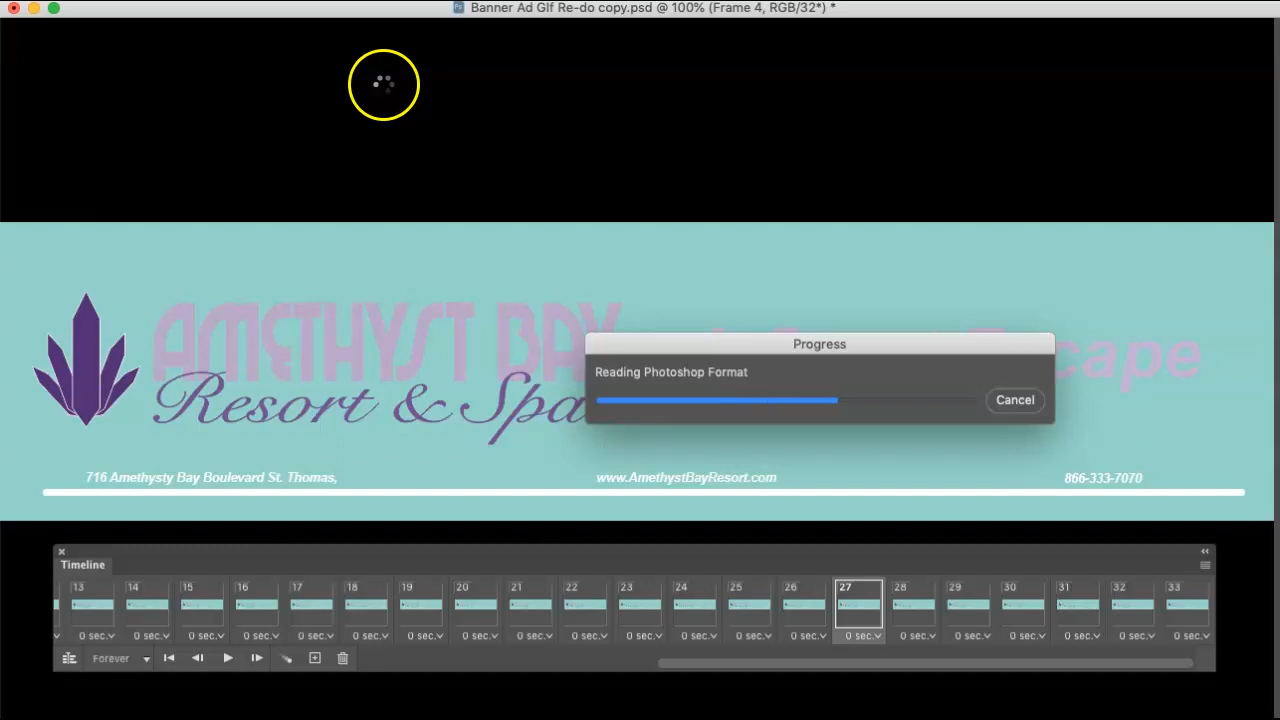 Banner Ad GIf Re-do copy.psd @ 100% (Frame 4, RGB/32*) *
AMETHYST BAY
Resort & Spa
cape
Progress
Reading Photoshop Format
Cancel
716 Amethysty Bay Boulevard St. Thomas, www.AmethystBayResort.com 866-333-7070
Timeline
13 14 15 16 17 18 19 20 21 22 23 24 25 26 27 28 29 30 31 32 33
0 sec. 0 sec. 0 sec. 0 sec. 0 sec. 0 sec. 0 sec. 0 sec. 0 sec. 0 sec. 0 sec. 0 sec. 0 sec. 0 sec. 0 sec. 0 sec. 0 sec. 0 sec. 0 sec. 0 sec. 0 sec.
Forever